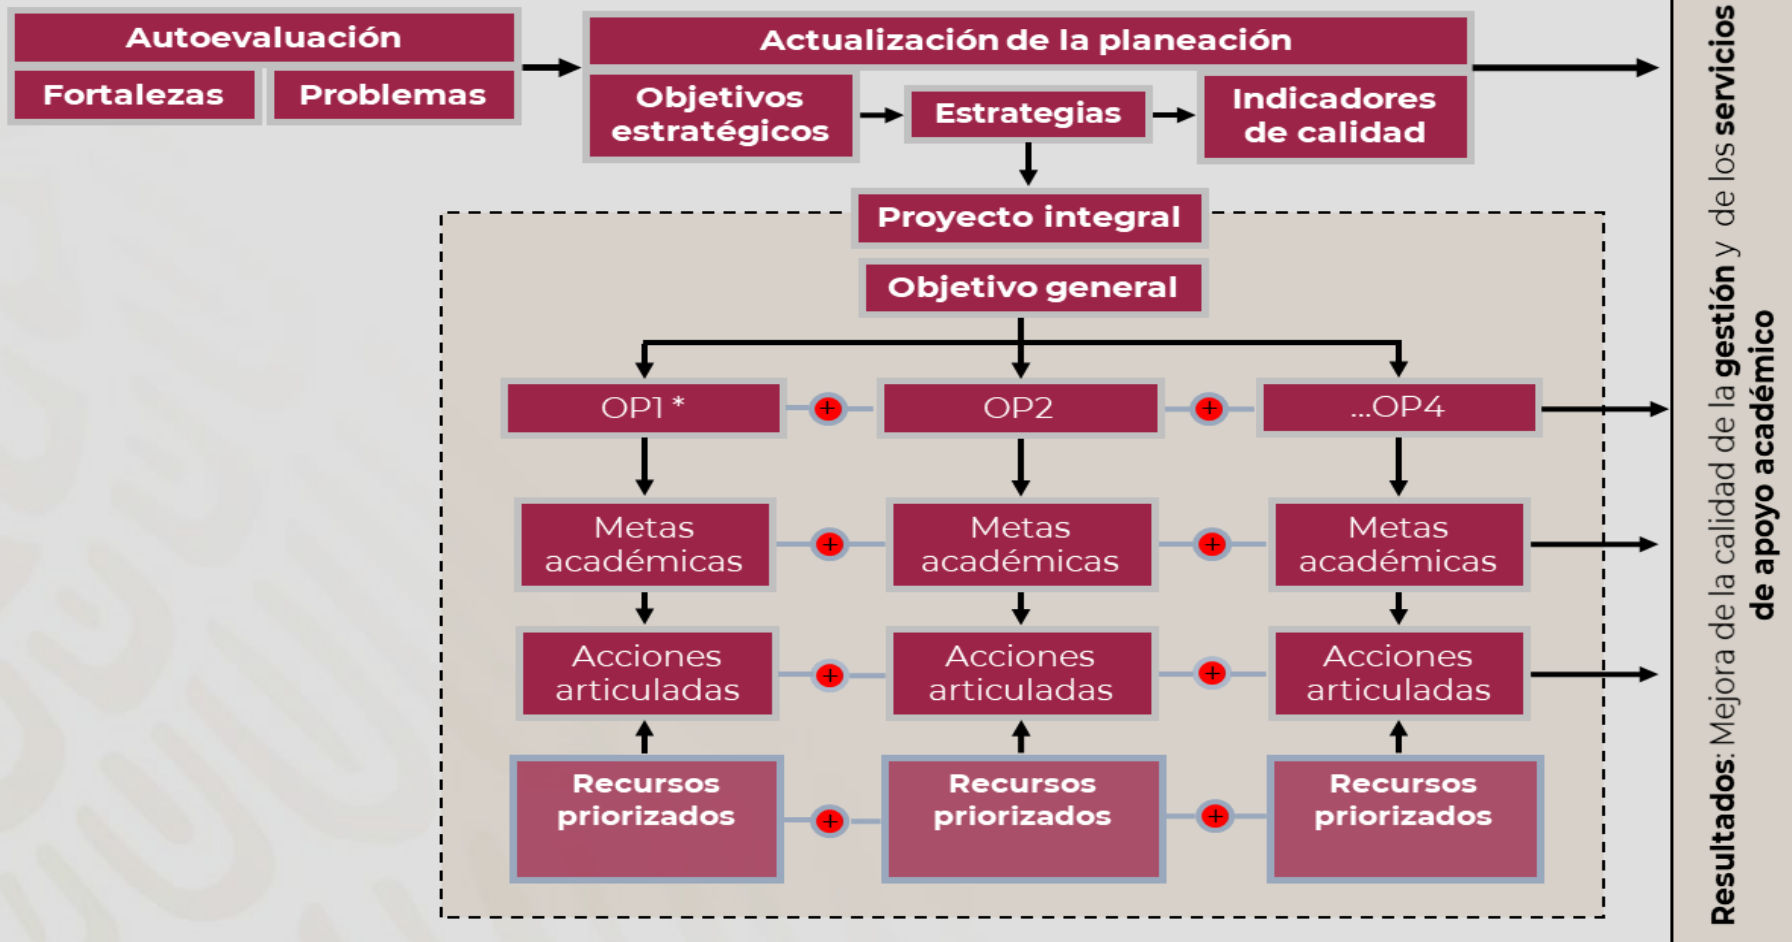 Autoevaluación
Fortalezas
Problemas
Actualización de la planeación
Objetivos
estratégicos
Estrategias
Indicadores
de calidad
Proyecto integral
Objetivo general
OP1 *
+
OP2
+
...OP4
Metas
académicas
+
Metas
académicas
+
Metas
académicas
Acciones
articuladas
+
Acciones
articuladas
+
Acciones
articuladas
Recursos
priorizados
+
Recursos
priorizados
+
Recursos
priorizados
Resultados: Mejora de la calidad de la gestión y de los servicios
de apoyo académico